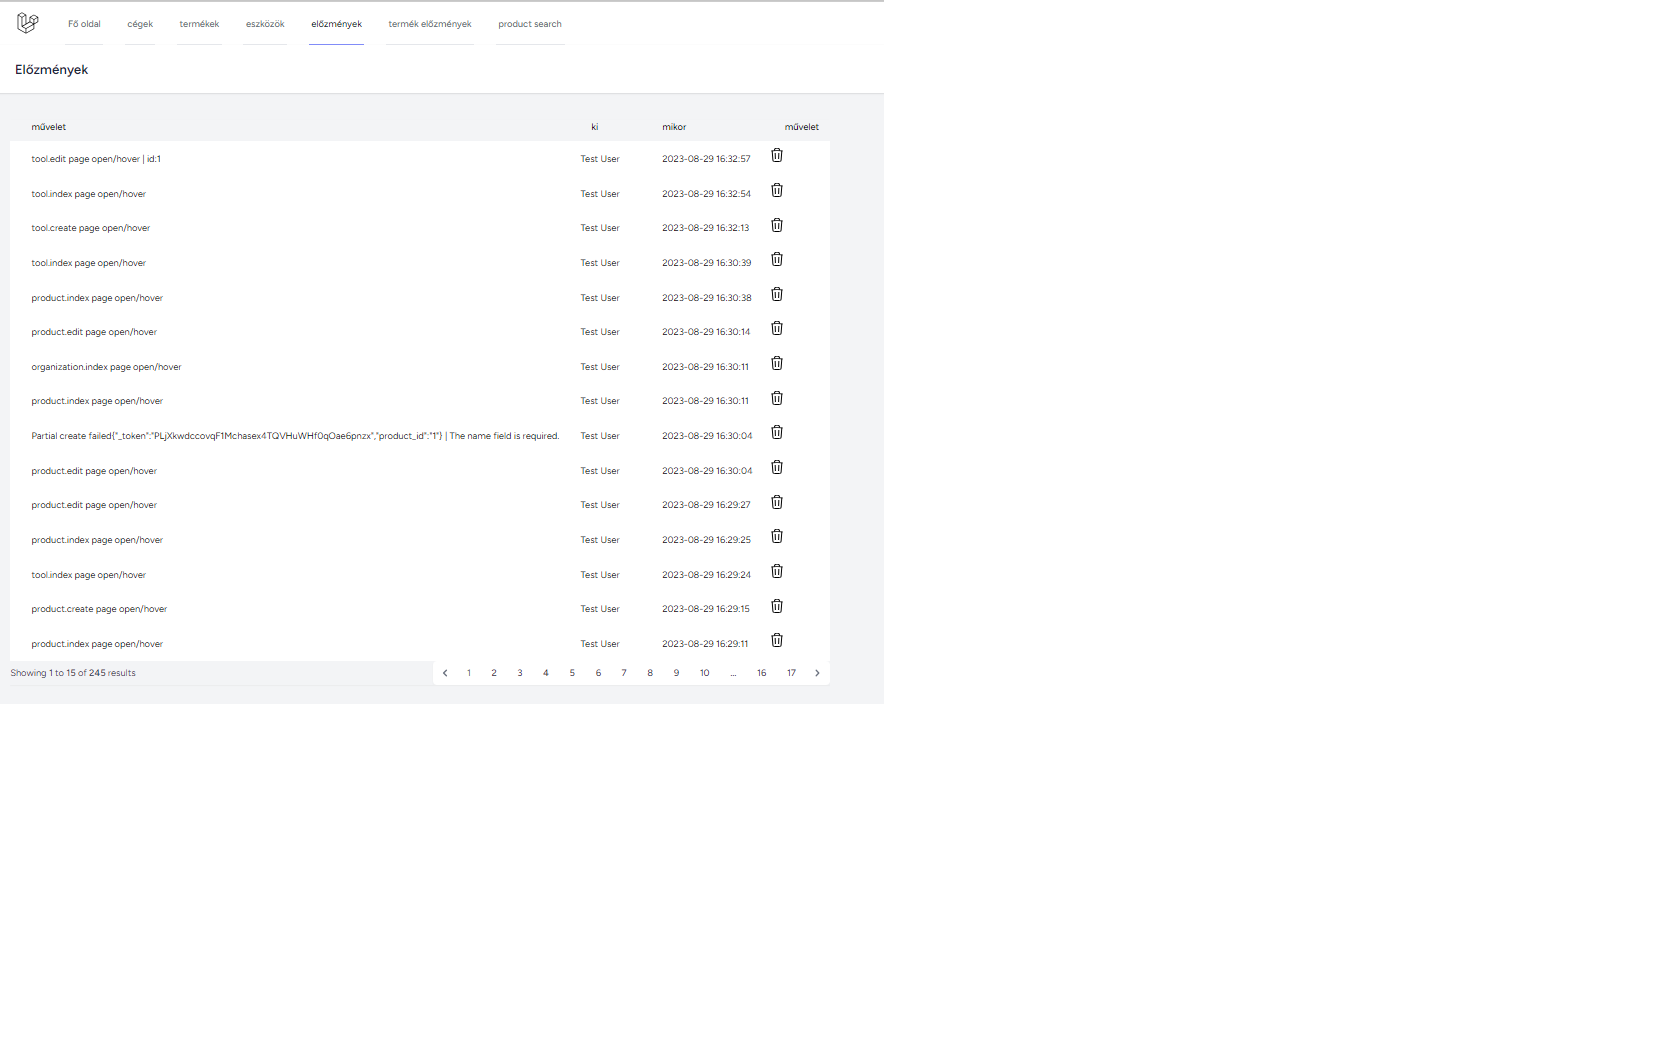 Fő oldal cégek termékek eszközök előzmények termék előzmények product search
Előzmények
művelet ki mikor művelet
tool.edit page open/hover | id:1 Test User 2023-08-29 16:32:57
tool.index page open/hover Test User 2023-08-29 16:32:54
tool.create page open/hover Test User 2023-08-29 16:32:13
tool.index page open/hover Test User 2023-08-29 16:30:39
product.index page open/hover Test User 2023-08-29 16:30:38
product.edit page open/hover Test User 2023-08-29 16:30:14
organization.index page open/hover Test User 2023-08-29 16:30:11
product.index page open/hover Test User 2023-08-29 16:30:11
Partial create failed{"_token":"PLjXkwdccovqF1Mchasex4TQVHuWHf0qOae6pnzx","product_id":"1"} | The name field is required. Test User 2023-08-29 16:30:04
product.edit page open/hover Test User 2023-08-29 16:30:04
product.edit page open/hover Test User 2023-08-29 16:29:27
product.index page open/hover Test User 2023-08-29 16:29:25
tool.index page open/hover Test User 2023-08-29 16:29:24
product.create page open/hover Test User 2023-08-29 16:29:15
product.index page open/hover Test User 2023-08-29 16:29:11
Showing 1 to 15 of 245 results 1 2 3 4 5 6 7 8 9 10 ... 16 17